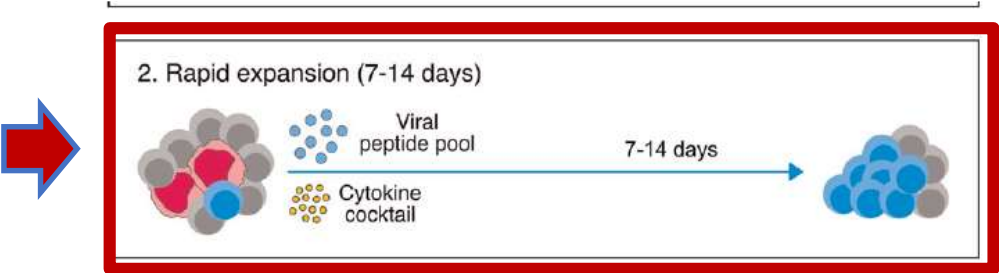 2. Rapid expansion (7-14 days)
Viral
peptide pool
7-14 days
Cytokine
cocktail